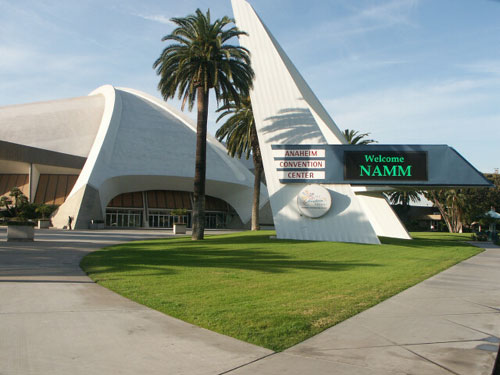 ANAHEIM
CONVENTION
CENTER
Welcome
NAMM